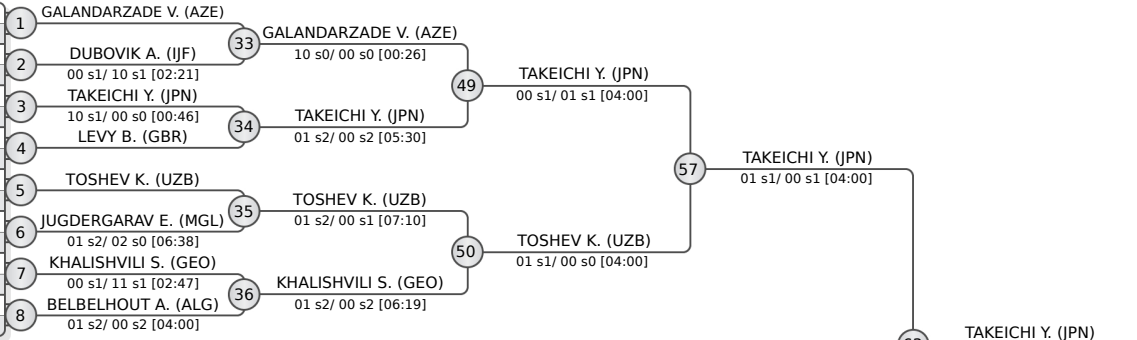 1
GALANDARZADE V. (AZE)
2
DUBOVIK A. (IJF)
00 s1/ 10 s1 [02:21]
3
TAKEICHI Y. (JPN)
10 s1/ 00 s0 [00:46]
4
LEVY B. (GBR)
5
TOSHEV K. (UZB)
6
JUGDERGARAV E. (MGL)
01 s2/ 02 s0 [06:38]
7
KHALISHVILI S. (GEO)
00 s1/ 11 s1 [02:47]
8
BELBELHOUT A. (ALG)
01 s2/ 00 s2 [04:00]
33
GALANDARZADE V. (AZE)
10 s0/ 00 s0 [00:26]
34
TAKEICHI Y. (JPN)
01 s2/ 00 s2 [05:30]
35
TOSHEV K. (UZB)
01 s2/ 00 s1 [07:10]
36
KHALISHVILI S. (GEO)
01 s2/ 00 s2 [06:19]
49
TAKEICHI Y. (JPN)
00 s1/ 01 s1 [04:00]
50
TOSHEV K. (UZB)
01 s1/ 00 s0 [04:00]
57
TAKEICHI Y. (JPN)
01 s1/ 00 s1 [04:00]
TAKEICHI Y. (JPN)